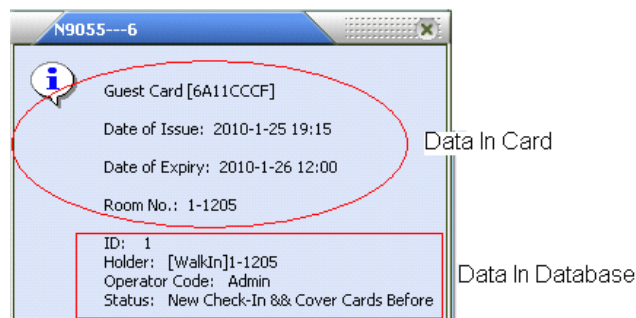 N9055---6
Guest Card [6A11CCCF]
Date of Issue: 2010-1-25 19:15
Data In Card
Date of Expiry: 2010-1-26 12:00
Room No.: 1-1205
ID: 1
Holder: [WalkIn]1-1205
Data In Database
Operator Code: Admin
Status: New Check-In && Cover Cards Before